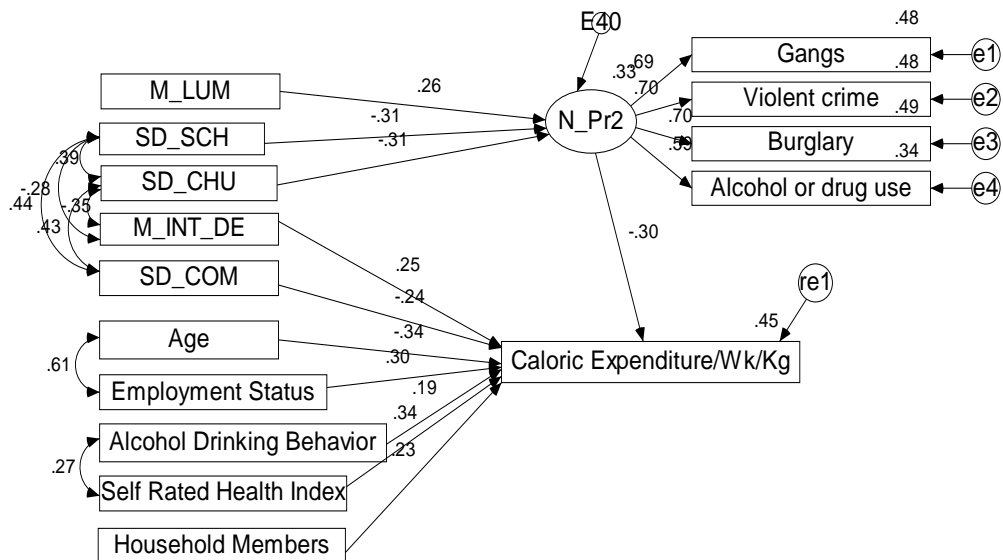 .48
E40
Gangs
e1
.69
.33
.48
M_LUM
.26
.70
Violent crime
e2
N_Pr2
.49
-.31
SD_SCH
.70
-.31
Burglary
e3
.39
.59
.34
SD_CHU
Alcohol or drug use
e4
-.28
-.35
.44
.43
M_INT_DE
-.30
.25
SD_COM
re1
-.24
.45
-.34
Age
.30
Caloric Expenditure/Wk/Kg
.61
.19
Employment Status
.34
Alcohol Drinking Behavior
.23
.27
Self Rated Health Index
Household Members